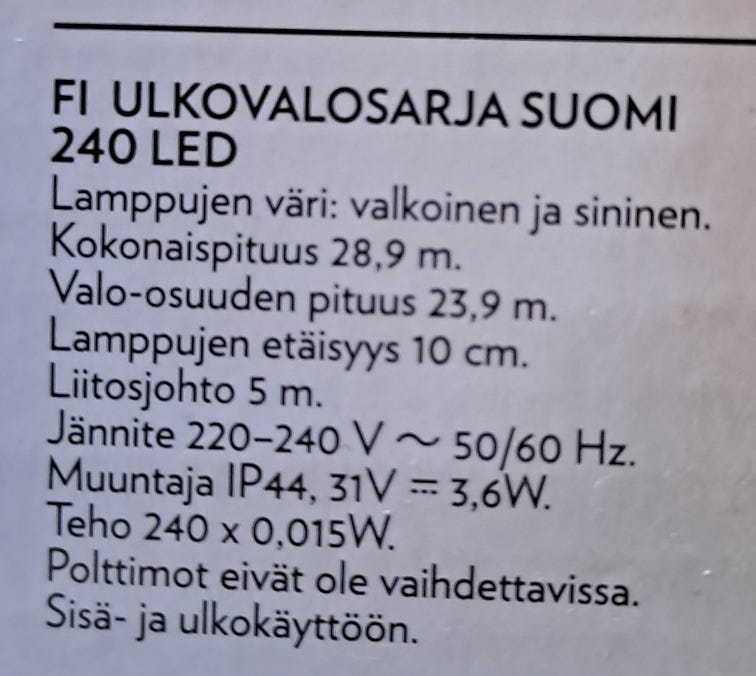 FI ULKOVALOSARJA SUOMI
240 LED
Lamppujen väri: valkoinen ja sininen.
Kokonaispituus 28,9 m.
Valo-osuuden pituus 23,9 m.
Lamppujen etäisyys 10 cm.
Liitosjohto 5 m.
Jännite 220–240 V ~ 50/60 Hz.
Muuntaja IP44, 31V ⎓ 3,6W.
Teho 240 x 0,015W.
Polttimot eivät ole vaihdettavissa.
Sisä- ja ulkokäyttöön.